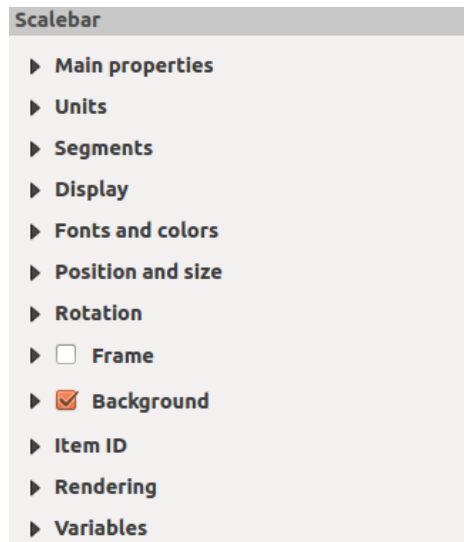 Scalebar
Main properties
Units
Segments
Display
Fonts and colors
Position and size
Rotation
Frame
Background
Item ID
Rendering
Variables